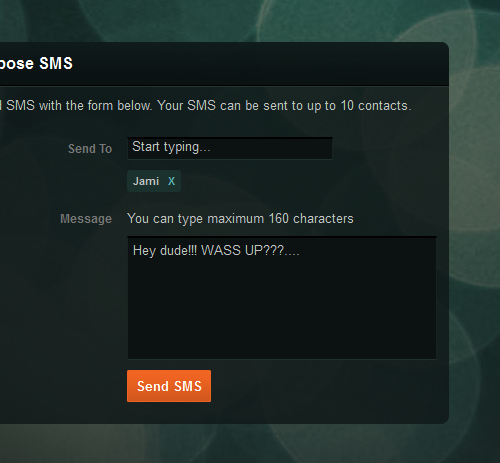 pose SMS
SMS with the form below. Your SMS can be sent to up to 10 contacts.
Send To
Start typing...
Jami X
Message
You can type maximum 160 characters
Hey dude!!! WASS UP???....
Send SMS